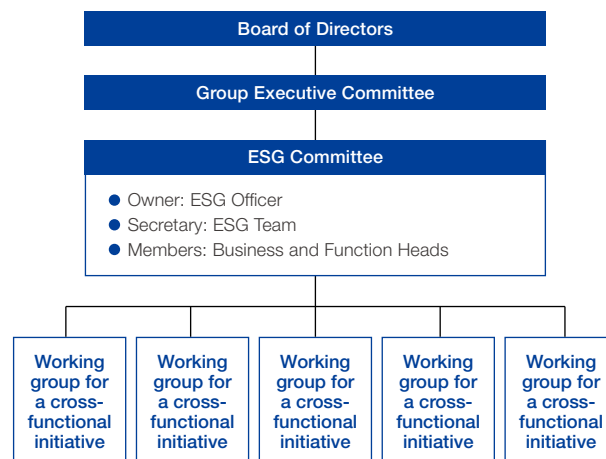 Board of Directors
Group Executive Committee
ESG Committee
Owner: ESG Officer
Secretary: ESG Team
Members: Business and Function Heads
Working
group for
a cross-
functional
initiative
Working
group for
a cross-
functional
initiative
Working
group for
a cross-
functional
initiative
Working
group for
a cross-
functional
initiative
Working
group for
a cross-
functional
initiative